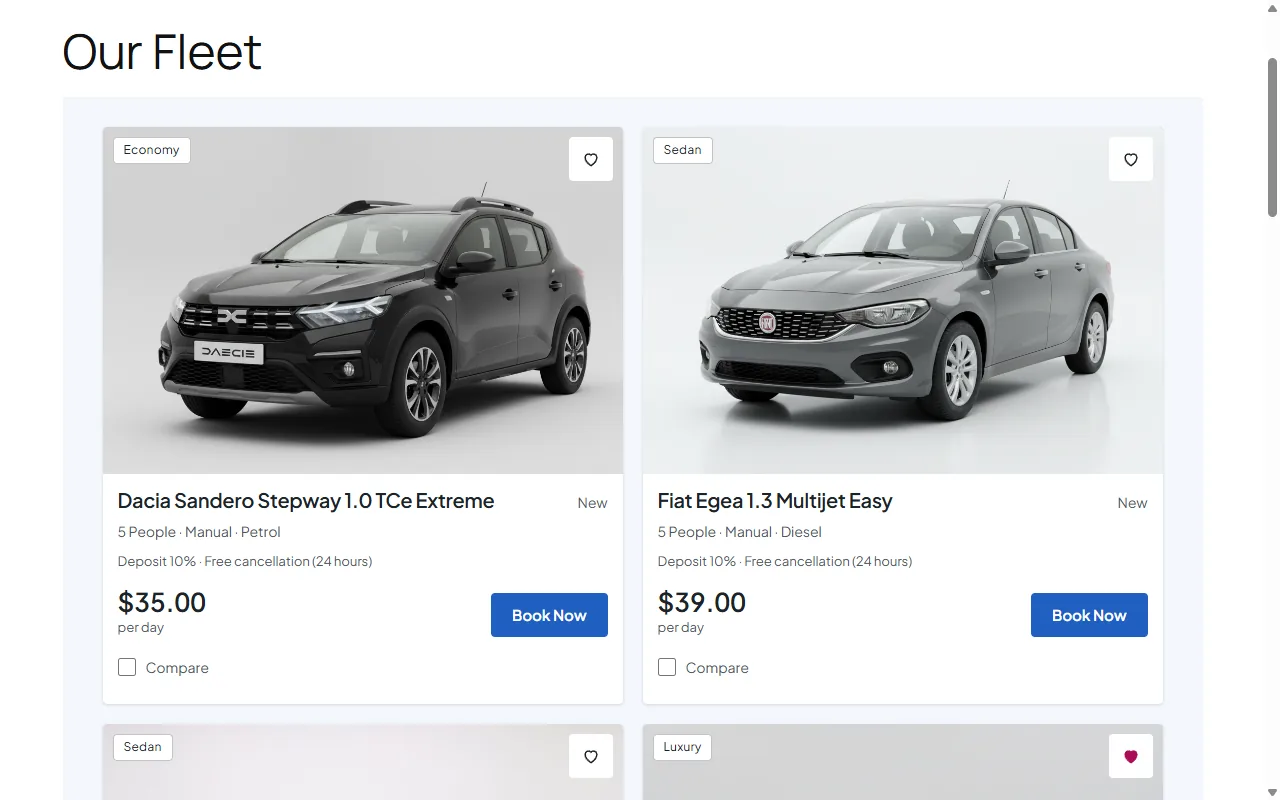 Our Fleet
Economy
DAECIE
Dacia Sandero Stepway 1.0 TCe Extreme
New
5 People · Manual · Petrol
Deposit 10% · Free cancellation (24 hours)
$35.00
per day
Book Now
Compare
Sedan
Fiat Egea 1.3 Multijet Easy
New
5 People · Manual · Diesel
Deposit 10% · Free cancellation (24 hours)
$39.00
per day
Book Now
Compare
Sedan
Luxury